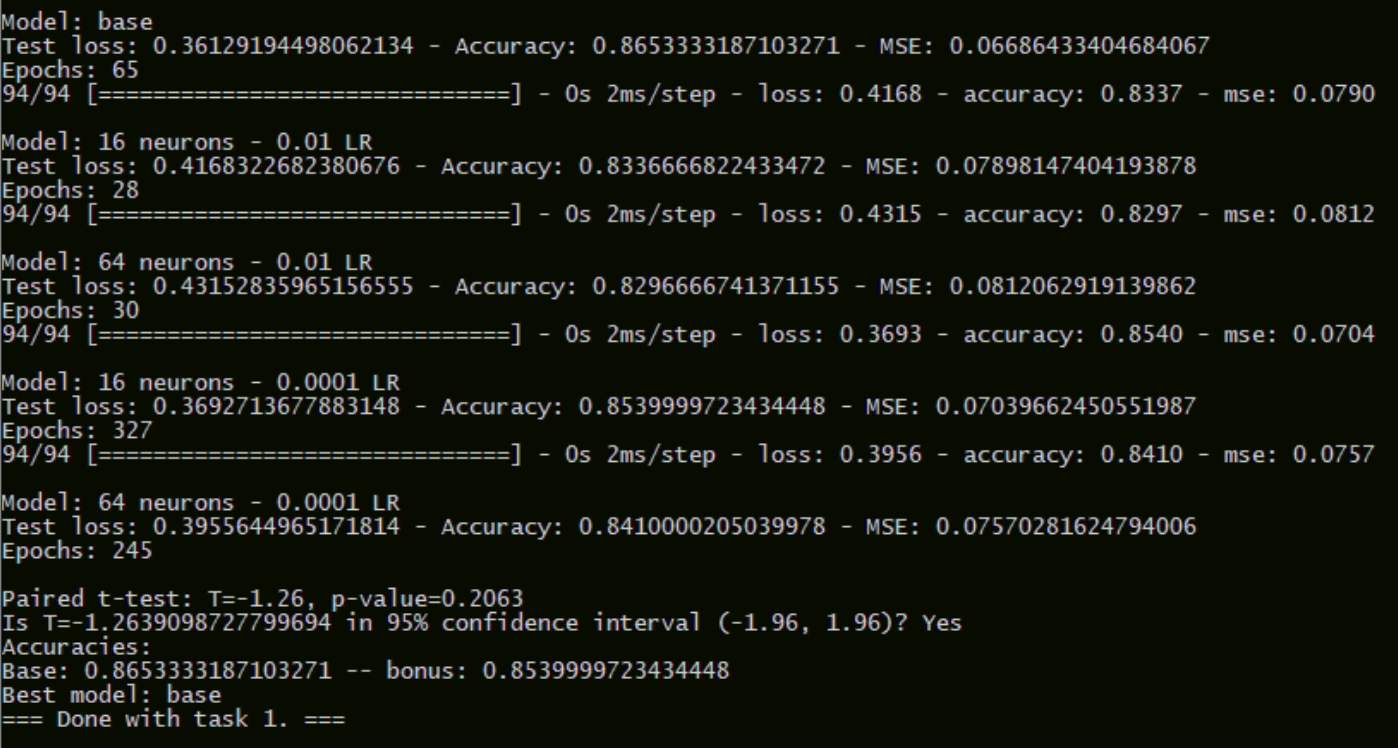 Model: base
Test loss: 0.36129194498062134 - Accuracy: 0.8653333187103271 - MSE: 0.06686433404684067
Epochs: 65
94/94 [==============================] - 0s 2ms/step - loss: 0.4168 - accuracy: 0.8337 - mse: 0.0790
Model: 16 neurons - 0.01 LR
Test loss: 0.4168322682380676 - Accuracy: 0.8336666822433472 - MSE: 0.07898147404193878
Epochs: 28
94/94 [==============================] - 0s 2ms/step - loss: 0.4315 - accuracy: 0.8297 - mse: 0.0812
Model: 64 neurons - 0.01 LR
Test loss: 0.43152835965156555 - Accuracy: 0.8296666741371155 - MSE: 0.0812062919139862
Epochs: 30
94/94 [==============================] - 0s 2ms/step - loss: 0.3693 - accuracy: 0.8540 - mse: 0.0704
Model: 16 neurons - 0.0001 LR
Test loss: 0.3692713677883148 - Accuracy: 0.8539999723434448 - MSE: 0.07039662450551987
Epochs: 327
94/94 [==============================] - 0s 2ms/step - loss: 0.3956 - accuracy: 0.8410 - mse: 0.0757
Model: 64 neurons - 0.0001 LR
Test loss: 0.3955644965171814 - Accuracy: 0.8410000205039978 - MSE: 0.07570281624794006
Epochs: 245
Paired t-test: T=-1.26, p-value=0.2063
Is T=-1.2639098727799694 in 95% confidence interval (-1.96, 1.96)? Yes
Accuracies:
Base: 0.8653333187103271 -- bonus: 0.8539999723434448
Best model: base
=== Done with task 1. ===